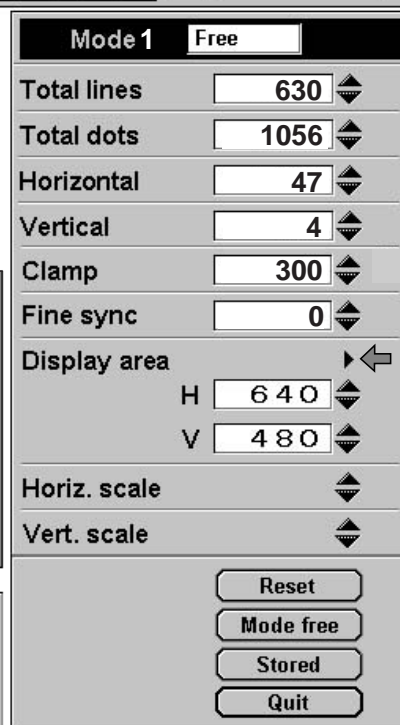 Mode 1 Free
Total lines 630
Total dots 1056
Horizontal 47
Vertical 4
Clamp 300
Fine sync 0
Display area
H 640
V 480
Horiz. scale
Vert. scale
Reset
Mode free
Stored
Quit